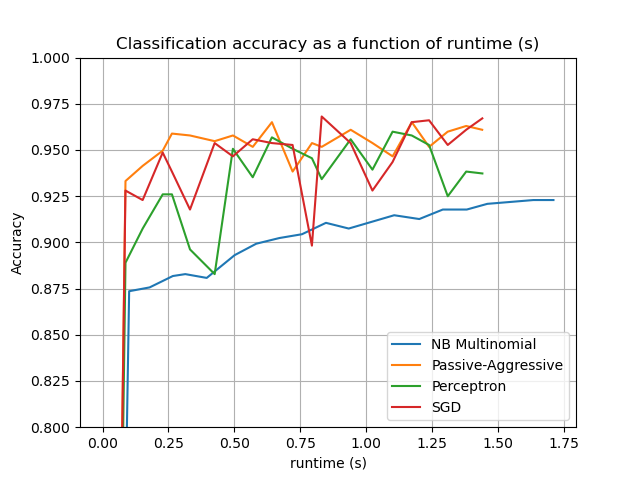 Classification accuracy as a function of runtime (s)
1.000
0.975
0.950
0.925
0.900
0.875
0.850
0.825
0.800
Accuracy
NB Multinomial
Passive-Aggressive
Perceptron
SGD
0.00 0.25 0.50 0.75 1.00 1.25 1.50 1.75
runtime (s)